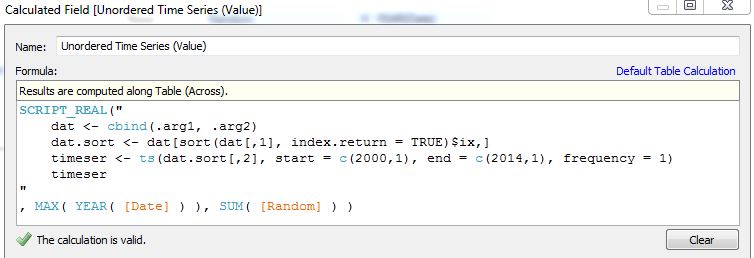 Calculated Field [Unordered Time Series (Value)]
Name: Unordered Time Series (Value)
Formula: Default Table Calculation
Results are computed along Table (Across).
SCRIPT_REAL("
dat <- cbind(.arg1, .arg2)
dat.sort <- dat[sort(dat[,1], index.return = TRUE)$ix,]
timeser <- ts(dat.sort[,2], start = c(2000,1), end = c(2014,1), frequency = 1)
timeser
"
, MAX( YEAR( [Date] ) ), SUM( [Random] ) )
The calculation is valid. Clear